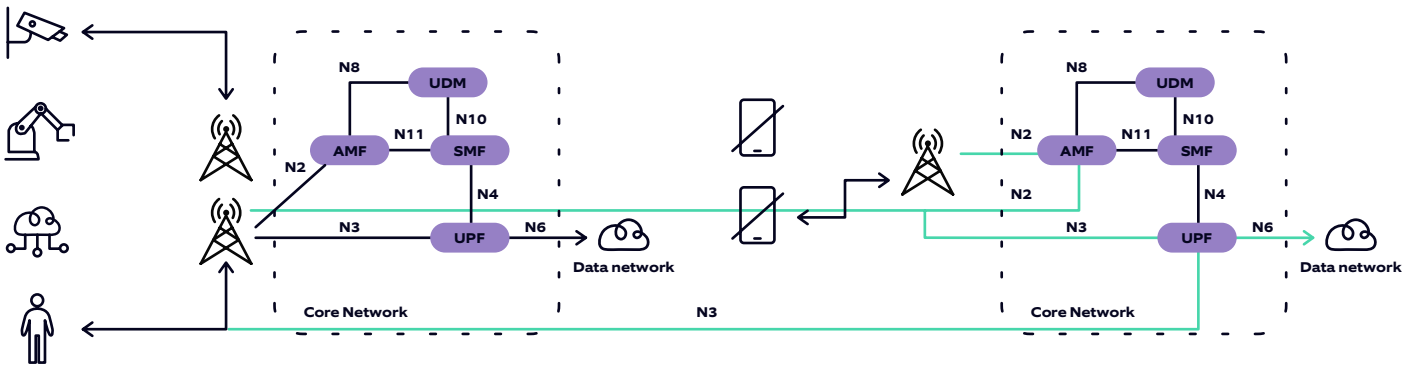 N8
UDM
N10
N11
AMF
SMF
N2
N4
N3
UPF
N6
Data network
Core Network
N3
N8
UDM
N10
N2
N11
AMF
SMF
N2
N4
N3
UPF
N6
Data network
Core Network